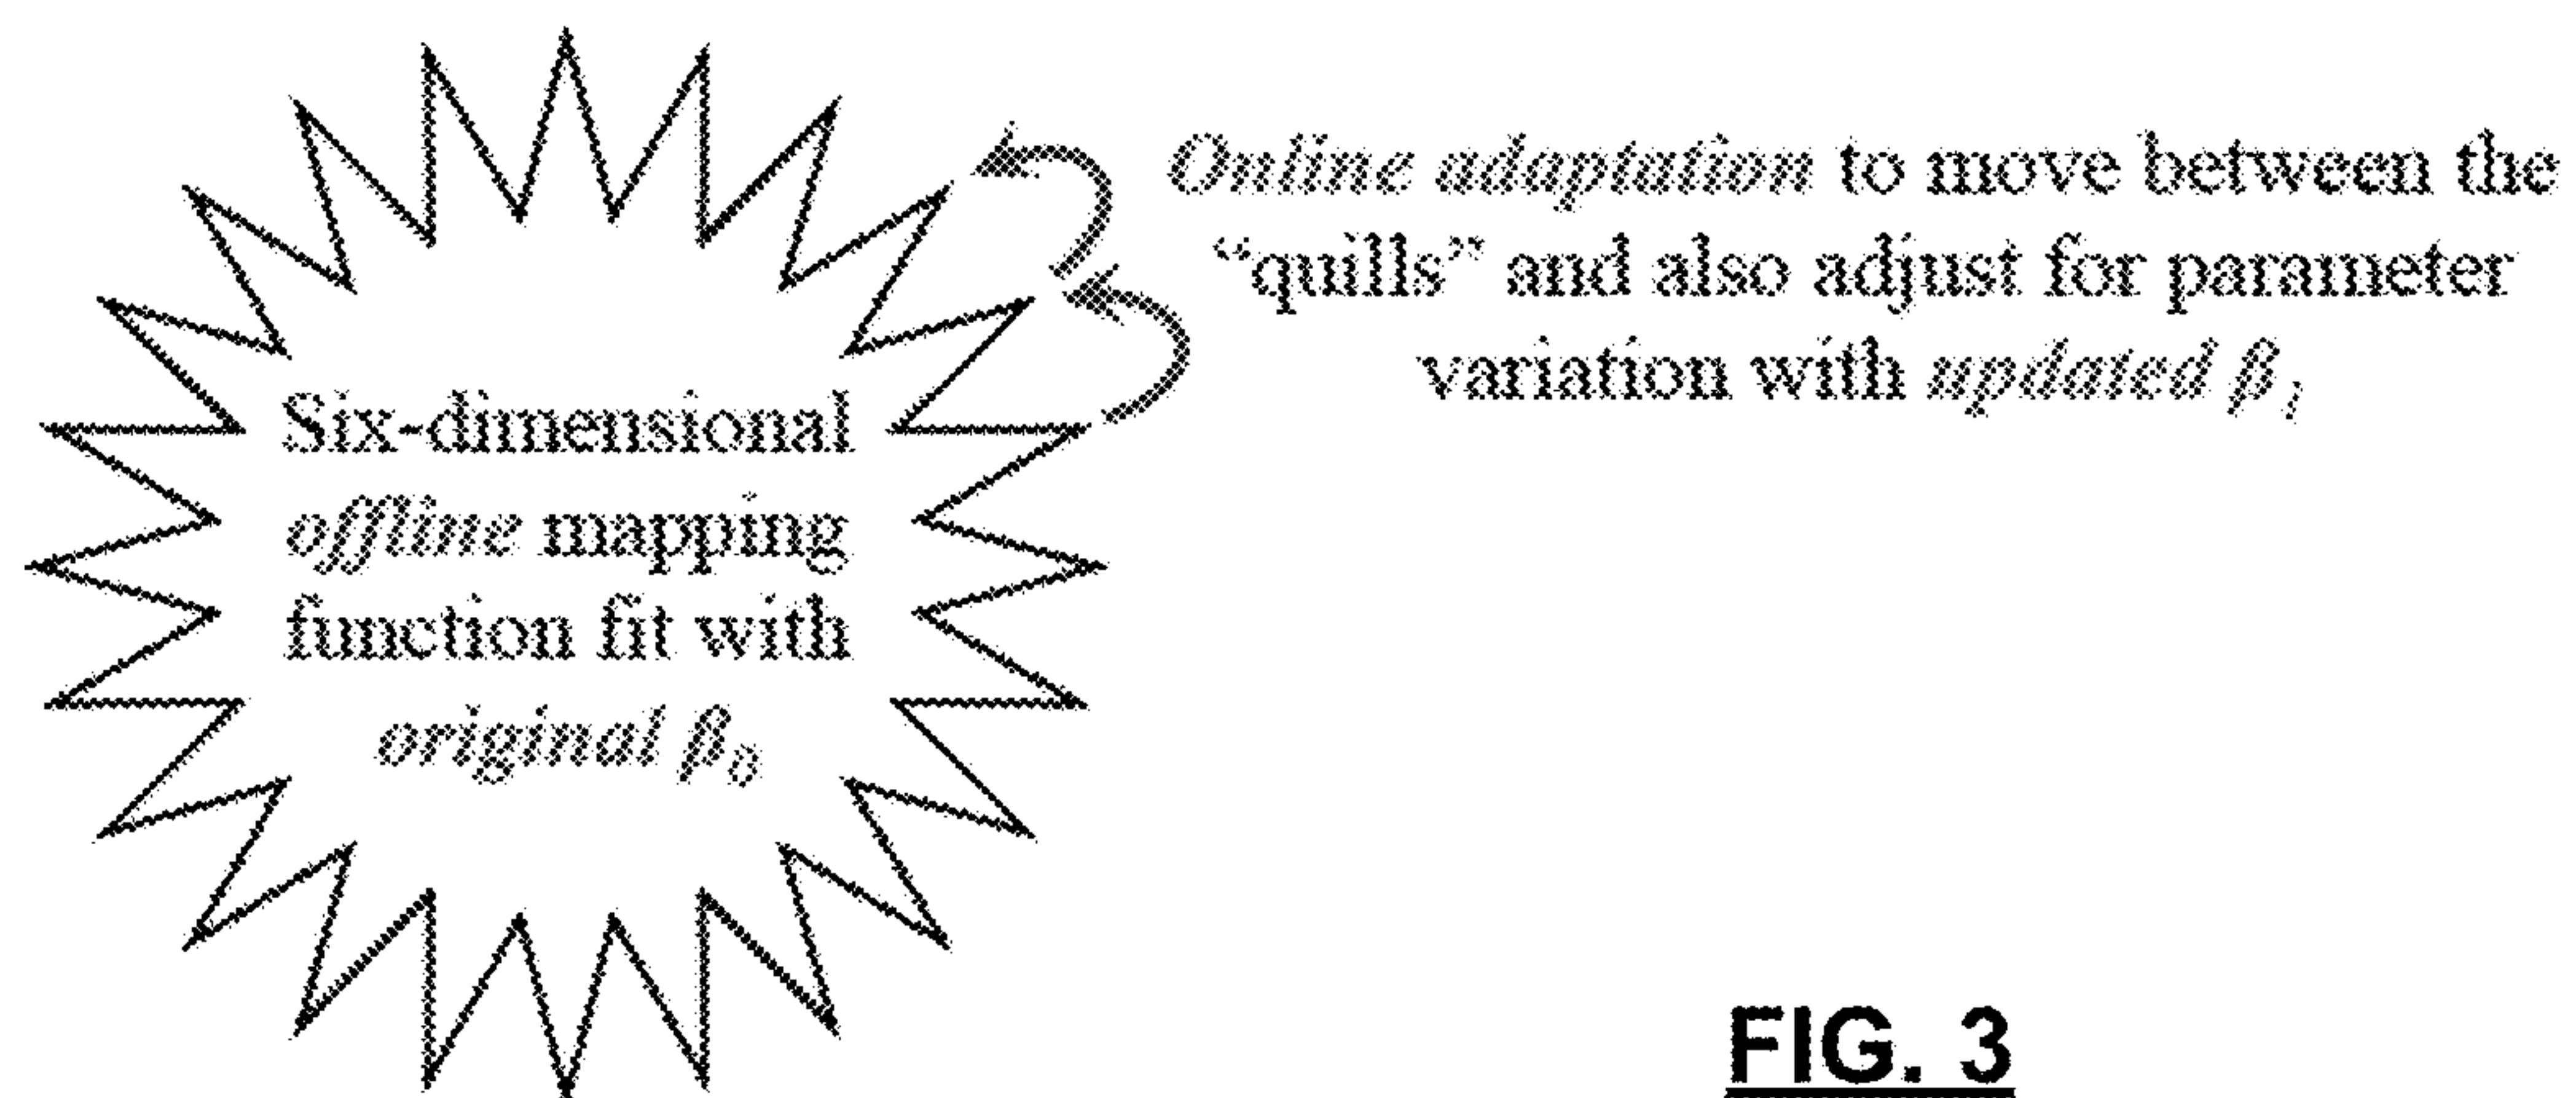 Online adaptation to move between the
“quills” and also adjust for parameter
variation with updated β₁
Six-dimensional
offline mapping
function fit with
original β₀
FIG. 3